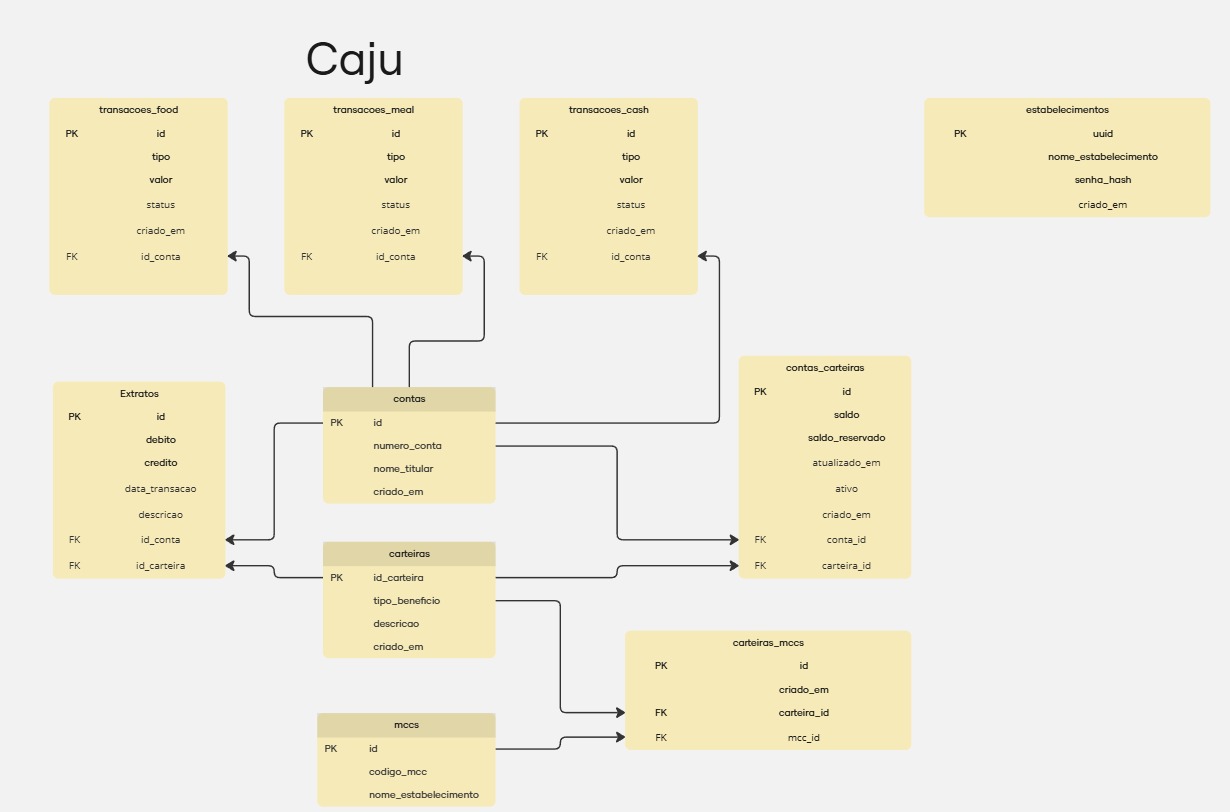 Caju
transacoes_food
PK id
tipo
valor
status
criado_em
FK id_conta
transacoes_meal
PK id
tipo
valor
status
criado_em
FK id_conta
transacoes_cash
PK id
tipo
valor
status
criado_em
FK id_conta
estabelecimentos
PK uuid
nome_estabelecimento
senha_hash
criado_em
Extratos
PK id
debito
credito
data_transacao
descricao
FK id_conta
FK id_carteira
contas
PK id
numero_conta
nome_titular
criado_em
contas_carteiras
PK id
saldo
saldo_reservado
atualizado_em
ativo
criado_em
FK conta_id
FK carteira_id
carteiras
PK id_carteira
tipo_beneficio
descricao
criado_em
carteiras_mccs
PK id
criado_em
FK carteira_id
FK mcc_id
mccs
PK id
codigo_mcc
nome_estabelecimento